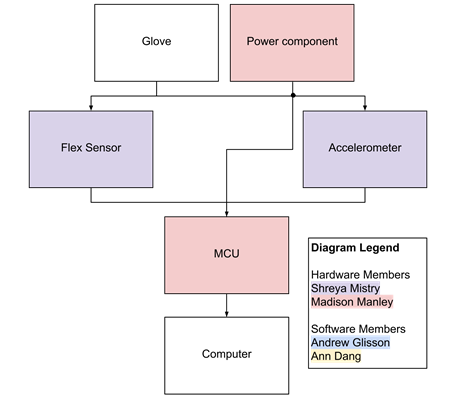 Glove
Power component
Flex Sensor
Accelerometer
MCU
Computer
Diagram Legend
Hardware Members
Shreya Mistry
Madison Manley
Software Members
Andrew Glisson
Ann Dang